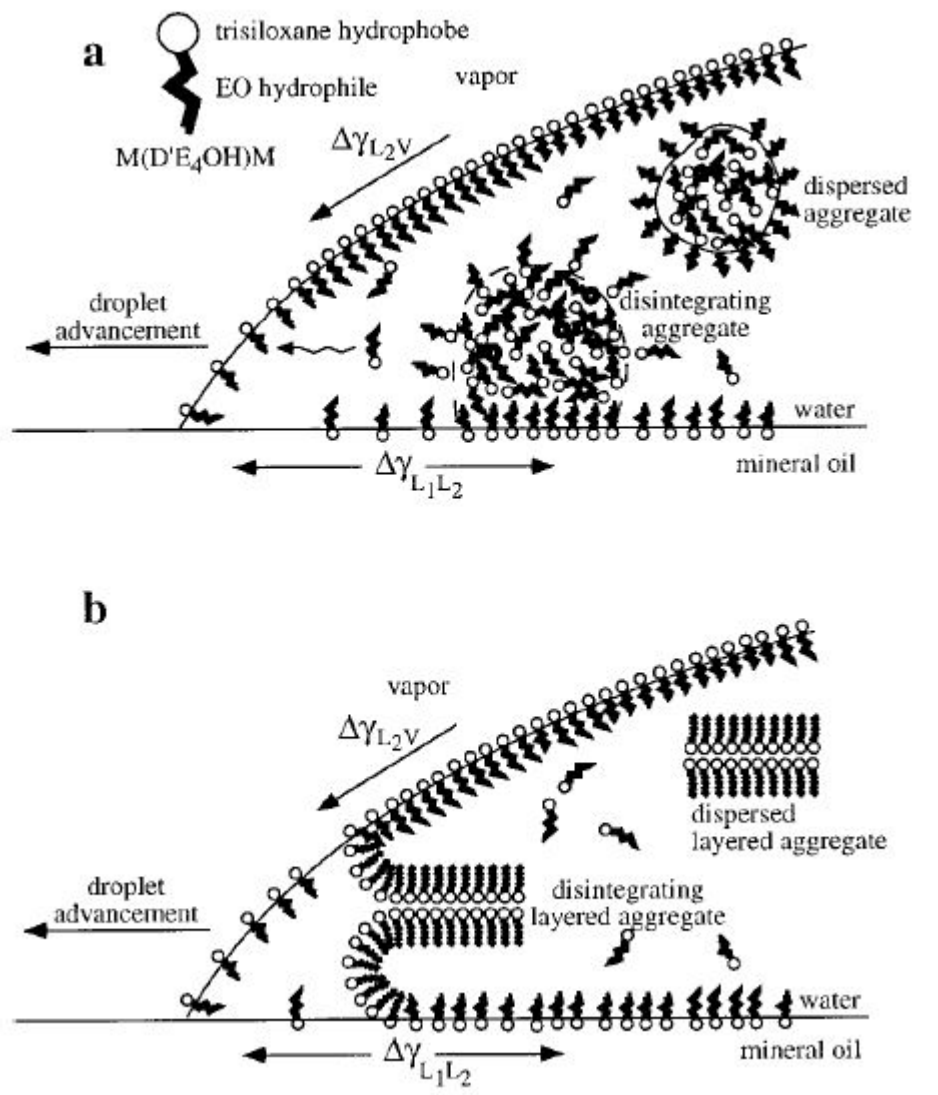 a
trisiloxane hydrophobe
EO hydrophile
M(D'E4OH)M
vapor
ΔγL2V
dispersed
aggregate
disintegrating
aggregate
droplet
advancement
water
mineral oil
ΔγL1L2
b
vapor
ΔγL2V
dispersed
layered aggregate
disintegrating
layered aggregate
droplet
advancement
water
mineral oil
ΔγL1L2